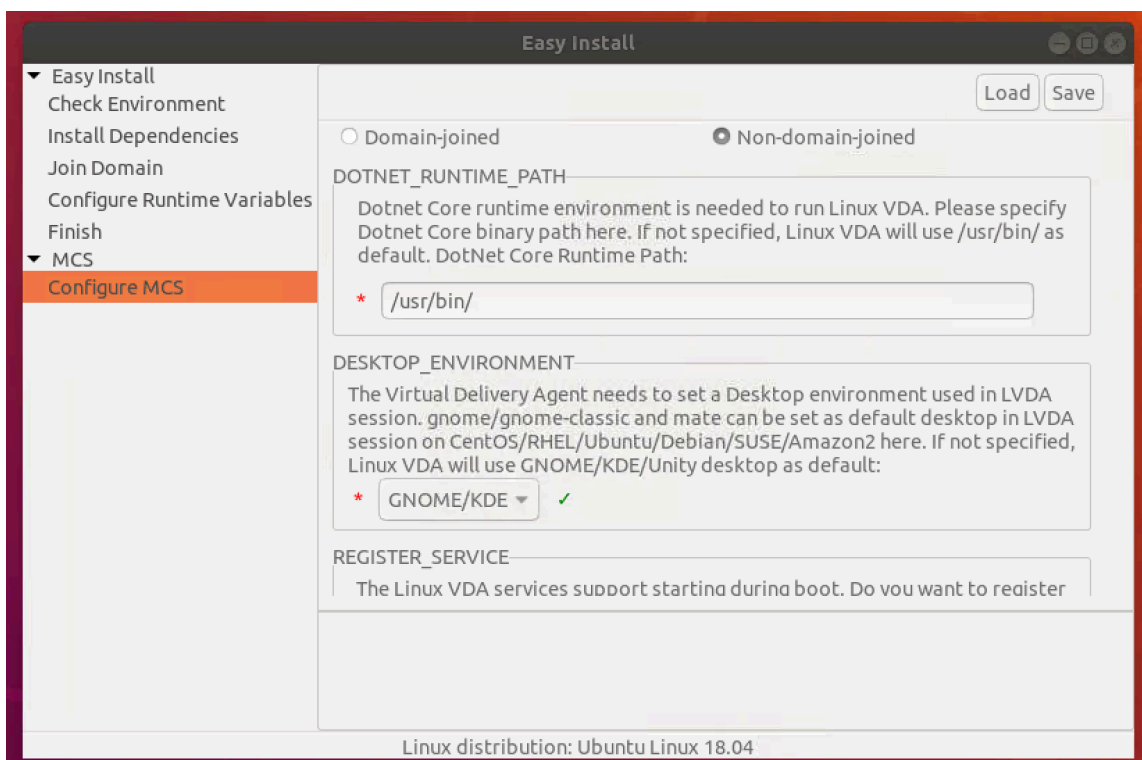 Easy Install
Easy Install
Check Environment
Install Dependencies
Join Domain
Configure Runtime Variables
Finish
MCS
Configure MCS
Load Save
Domain-joined Non-domain-joined
DOTNET_RUNTIME_PATH
Dotnet Core runtime environment is needed to run Linux VDA. Please specify
Dotnet Core binary path here. If not specified, Linux VDA will use /usr/bin/ as
default. DotNet Core Runtime Path:
* /usr/bin/
DESKTOP_ENVIRONMENT
The Virtual Delivery Agent needs to set a Desktop environment used in LVDA
session. gnome/gnome-classic and mate can be set as default desktop in LVDA
session on CentOS/RHEL/Ubuntu/Debian/SUSE/Amazon2 here. If not specified,
Linux VDA will use GNOME/KDE/Unity desktop as default:
* GNOME/KDE ✓
REGISTER_SERVICE
The Linux VDA services support starting during boot. Do you want to register
Linux distribution: Ubuntu Linux 18.04